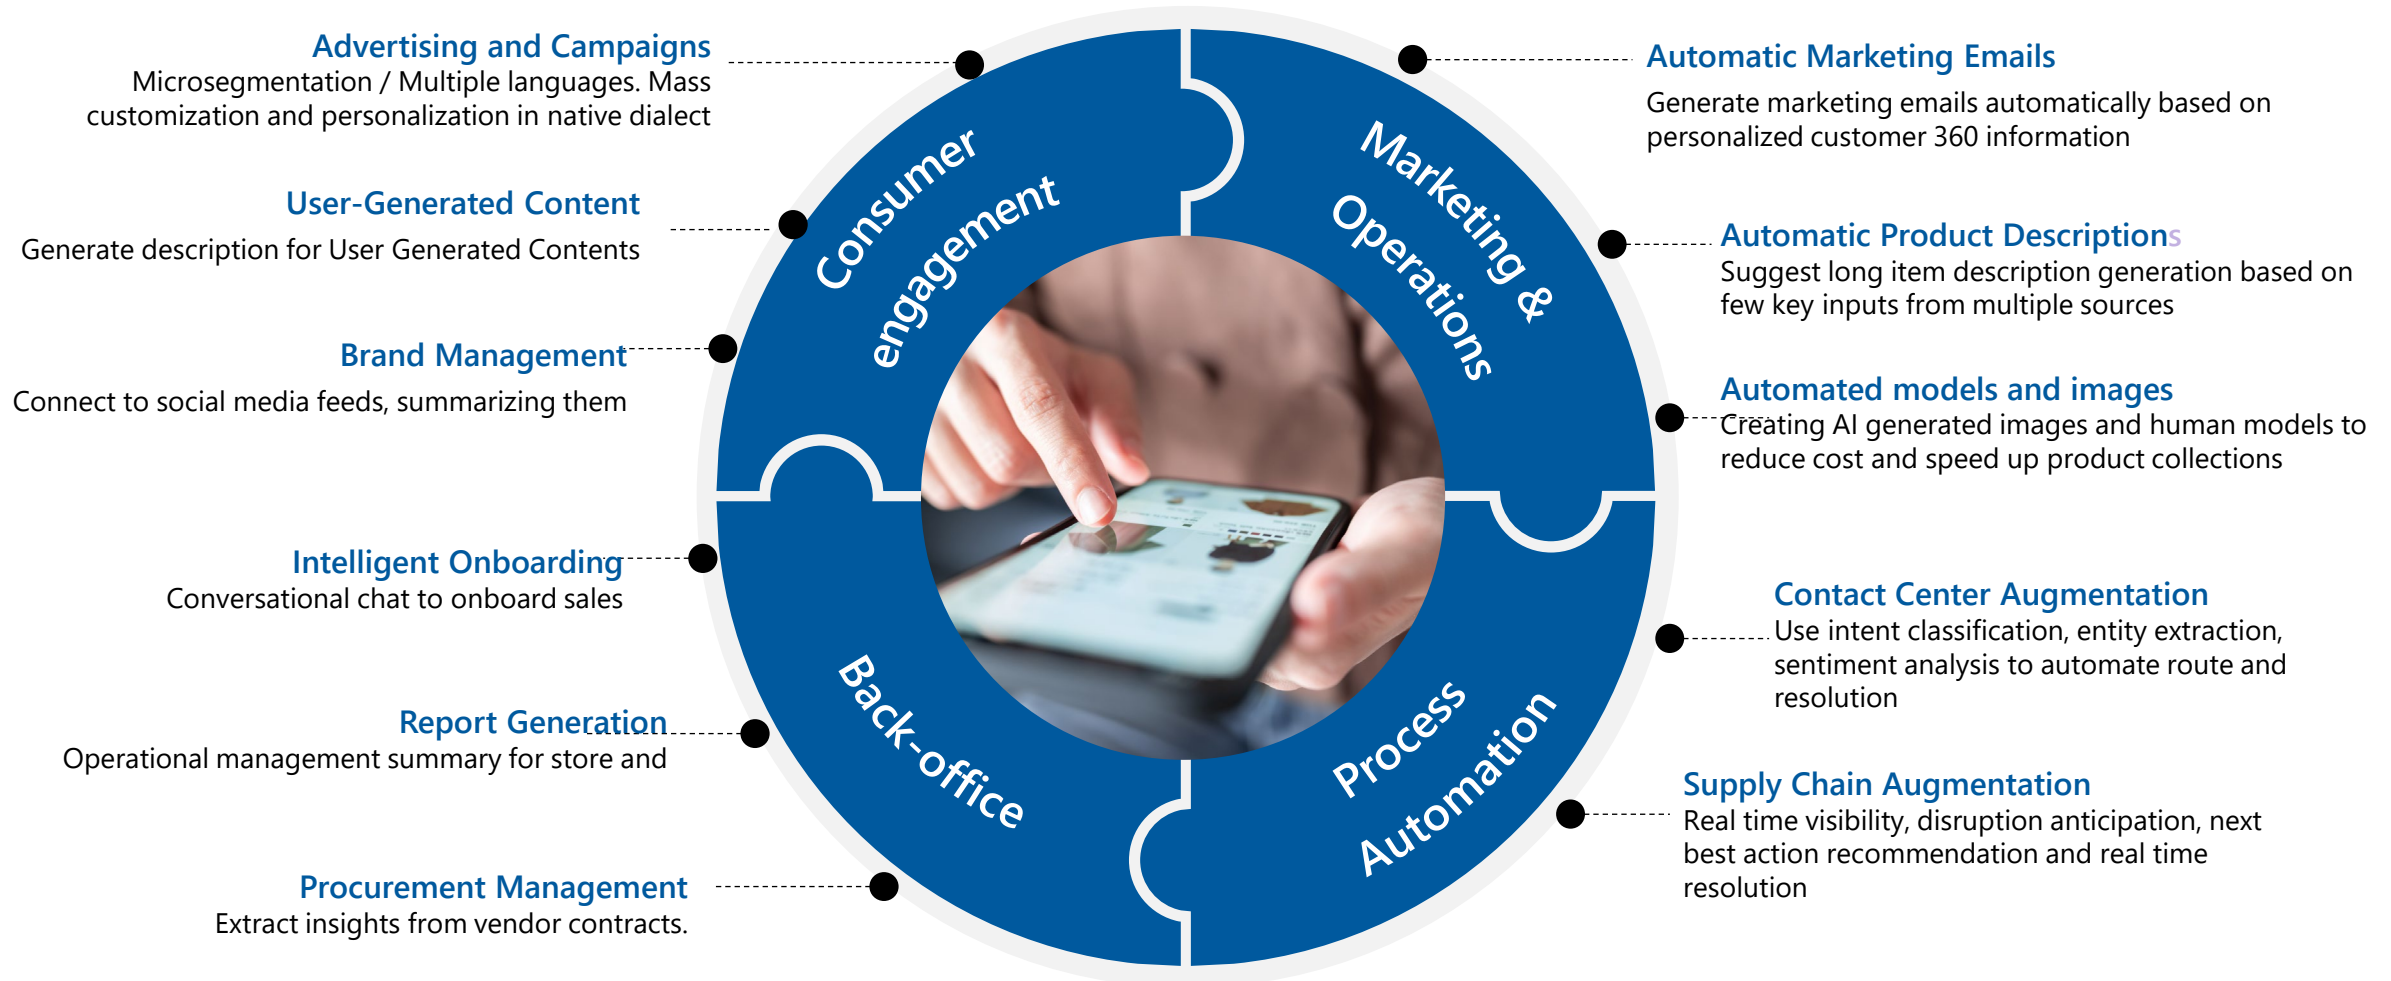 Advertising and Campaigns
Microsegmentation / Multiple languages. Mass
customization and personalization in native dialect
User-Generated Content
Generate description for User Generated Contents
Brand Management
Connect to social media feeds, summarizing them
Intelligent Onboarding
Conversational chat to onboard sales
Report Generation
Operational management summary for store and
Procurement Management
Extract insights from vendor contracts.
Consumer
engagement
Marketing &
Operations
Back-office
Process
Automation
Automatic Marketing Emails
Generate marketing emails automatically based on
personalized customer 360 information
Automatic Product Descriptions
Suggest long item description generation based on
few key inputs from multiple sources
Automated models and images
Creating AI generated images and human models to
reduce cost and speed up product collections
Contact Center Augmentation
Use intent classification, entity extraction,
sentiment analysis to automate route and
resolution
Supply Chain Augmentation
Real time visibility, disruption anticipation, next
best action recommendation and real time
resolution